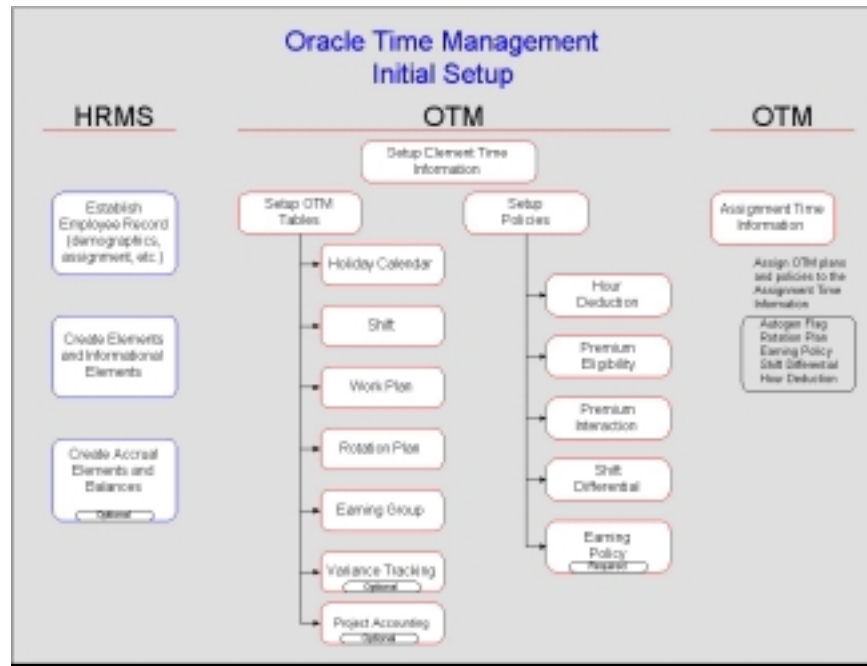 Oracle Time Management
Initial Setup
HRMS
OTM
OTM
Setup Element Time
Information
Establish
Employee Record
(demographics,
assignment, etc.)
Create Elements
and Informational
Elements
Create Accrual
Elements and
Balances
Optional
Setup OTM
Tables
Holiday Calendar
Shift
Work Plan
Rotation Plan
Earning Group
Variance Tracking
Optional
Project Accounting
Optional
Setup
Policies
Hour
Deduction
Premium
Eligibility
Premium
Interaction
Shift
Differential
Earning
Policy
Required
Assignment Time
Information
Assign OTM plans
and policies to the
Assignment Time
Information
Autogen Flag
Rotation Plan
Earning Policy
Shift Differential
Hour Deduction